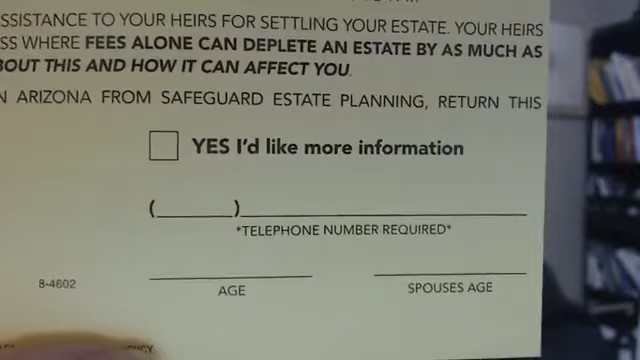 SSISTANCE TO YOUR HEIRS FOR SETTLING YOUR ESTATE. YOUR HEIRS
SS WHERE FEES ALONE CAN DEPLETE AN ESTATE BY AS MUCH AS
BOUT THIS AND HOW IT CAN AFFECT YOU.
N ARIZONA FROM SAFEGUARD ESTATE PLANNING, RETURN THIS
YES I'd like more information
( )
*TELEPHONE NUMBER REQUIRED*
8-4602
AGE
SPOUSES AGE